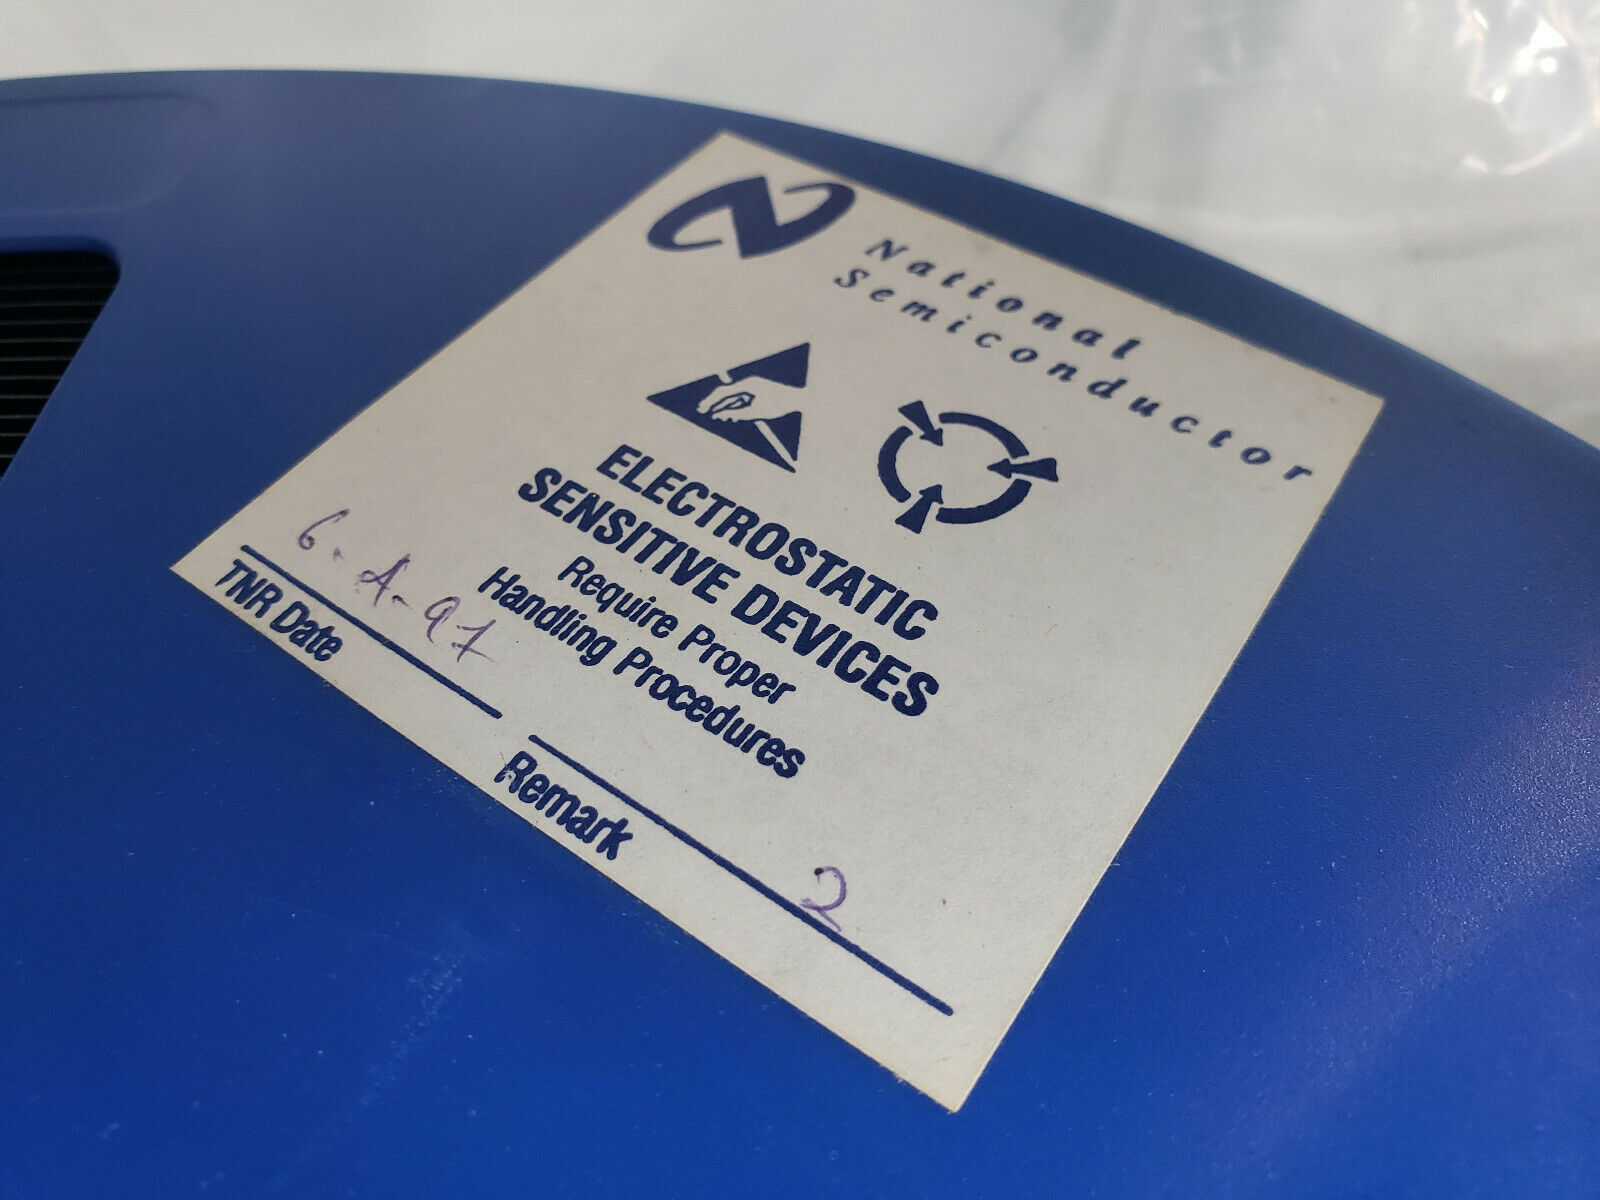 National
Semiconductor
ELECTROSTATIC
SENSITIVE DEVICES
Require Proper
Handling Procedures
6-A-97
TNR Date
2
Remark